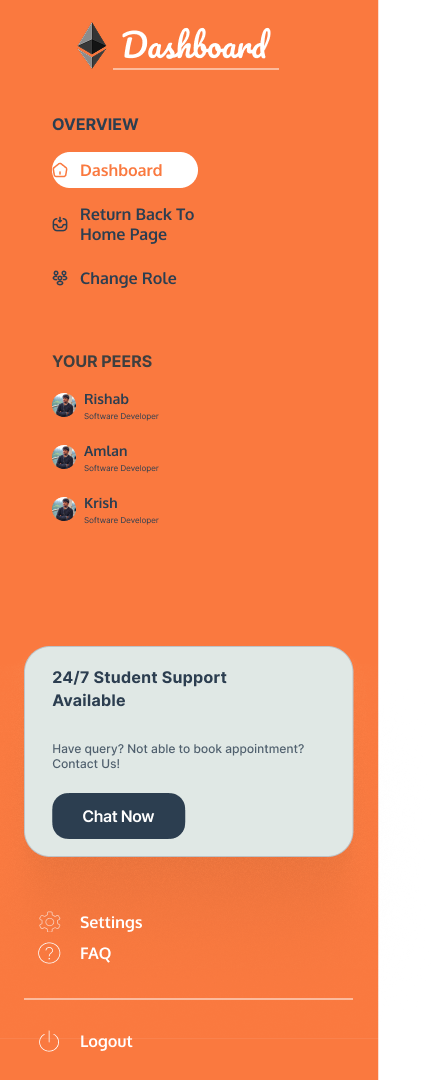 Dashboard
OVERVIEW
Dashboard
Return Back To
Home Page
Change Role
YOUR PEERS
Rishab
Software Developer
Amlan
Software Developer
Krish
Software Developer
24/7 Student Support
Available
Have query? Not able to book appointment?
Contact Us!
Chat Now
Settings
FAQ
Logout